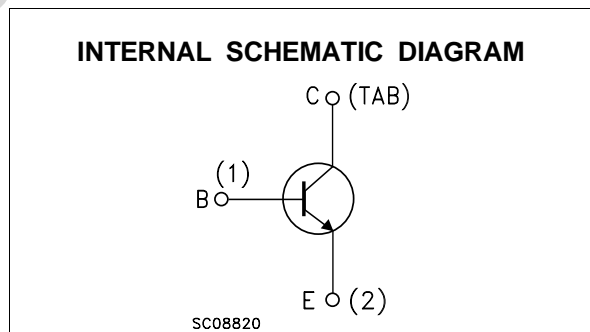 INTERNAL SCHEMATIC DIAGRAM
C (TAB)
(1)
B
E (2)
SC08820